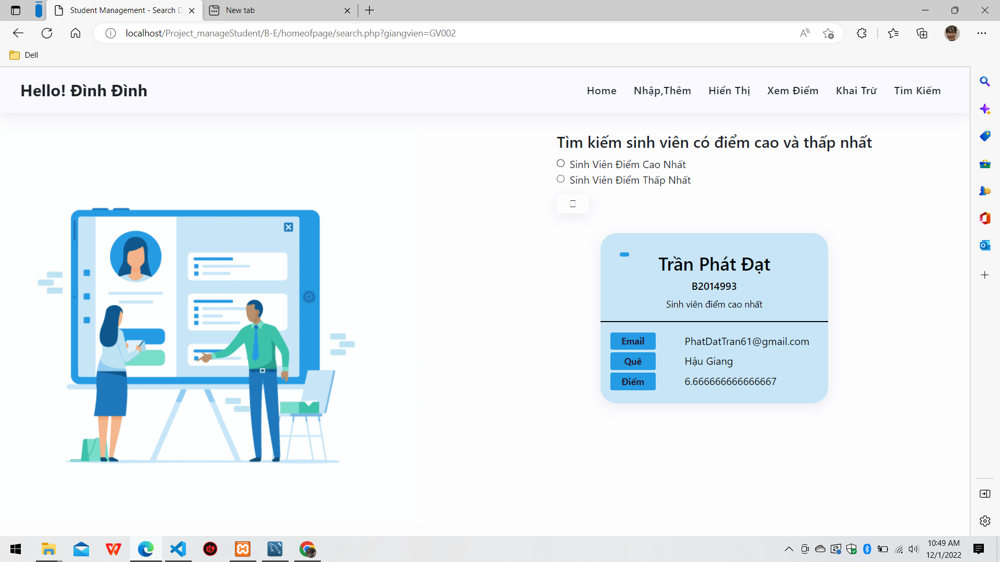 Student Management - Search D
New tab
localhost/Project_manageStudent/B-E/homeofpage/search.php?giangvien=GV002
Dell
Hello! Đình Đình
Home Nhập,Thêm Hiển Thị Xem Điểm Khai Trừ Tìm Kiếm
Tìm kiếm sinh viên có điểm cao và thấp nhất
Sinh Viên Điểm Cao Nhất
Sinh Viên Điểm Thấp Nhất
Trần Phát Đạt
B2014993
Sinh viên điểm cao nhất
Email PhatDatTran61@gmail.com
Quê Hậu Giang
Điểm 6.666666666666667
10:49 AM
12/1/2022